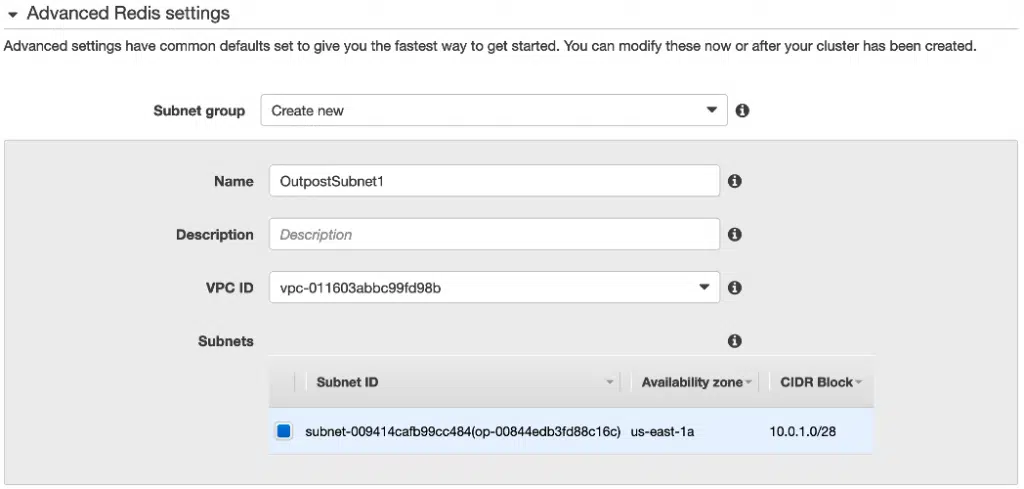 Advanced Redis settings
Advanced settings have common defaults set to give you the fastest way to get started. You can modify these now or after your cluster has been created.
Subnet group Create new
Name OutpostSubnet1
Description Description
VPC ID vpc-011603abbc99fd98b
Subnets
Subnet ID Availability zone CIDR Block
subnet-009414cafb99cc484(op-00844edb3fd88c16c) us-east-1a 10.0.1.0/28